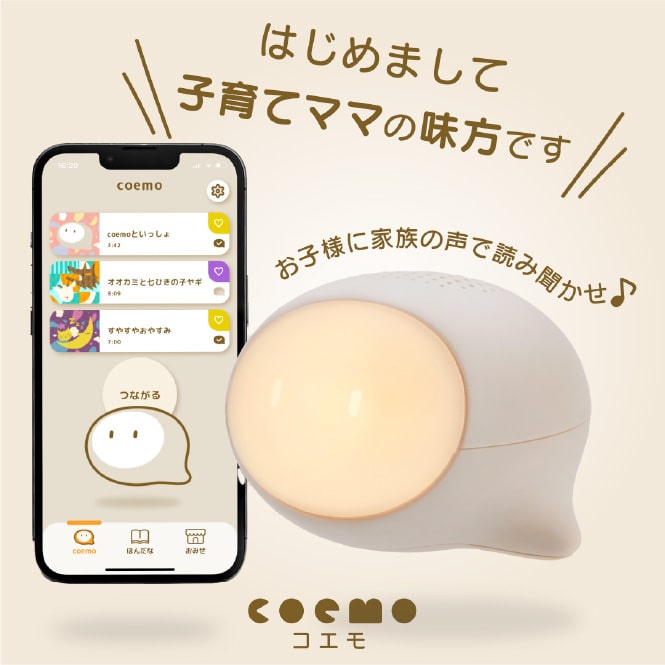 はじめまして
子育てママの味方です
お子様に家族の声で読み聞かせ♪
16:20
coemo
coemoといっしょ
3:42
オオカミと七ひきの子ヤギ
8:09
すやすやおやすみ
7:00
つながる
coemo
ほんだな
おみせ
coemo
コエモ